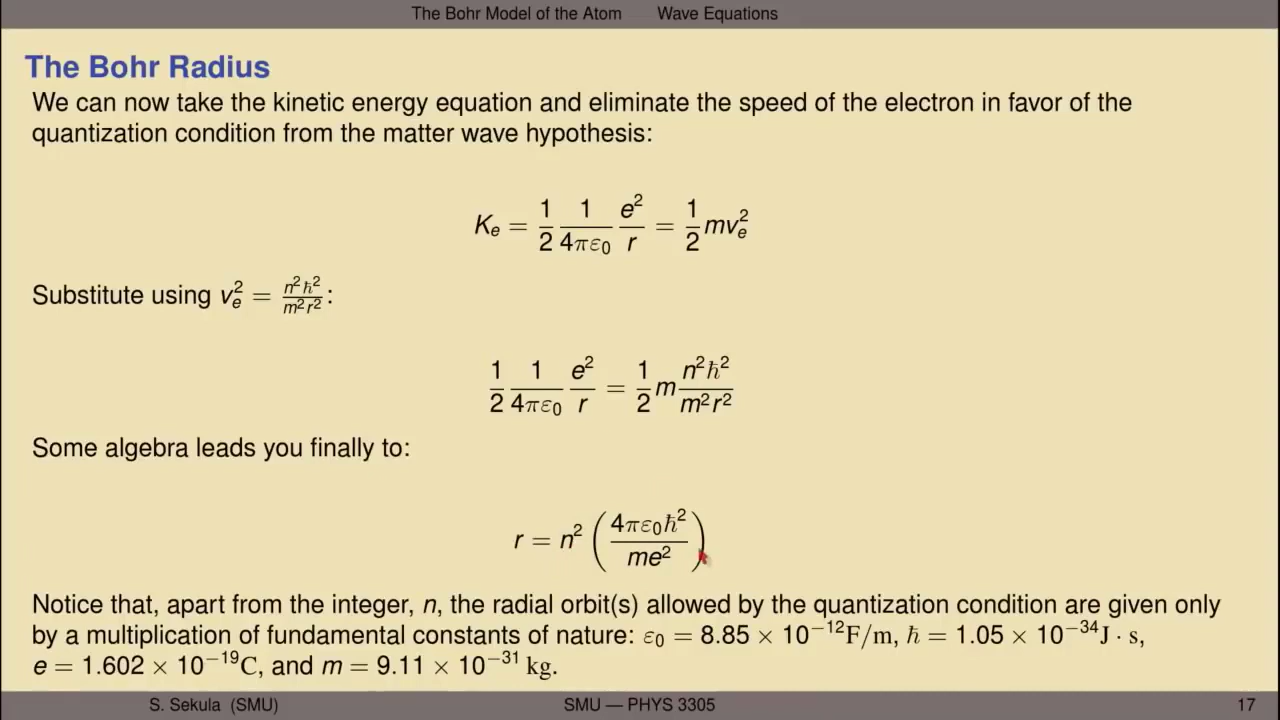 The Bohr Model of the Atom Wave Equations
The Bohr Radius
We can now take the kinetic energy equation and eliminate the speed of the electron in favor of the
quantization condition from the matter wave hypothesis:
Kₑ = 1/2 1/(4πε₀) e²/r = 1/2 mvₑ²
Substitute using vₑ² = n²ħ²/m²r² :
1/2 1/(4πε₀) e²/r = 1/2 m n²ħ²/m²r²
Some algebra leads you finally to:
r = n² (4πε₀ħ²/me²)
Notice that, apart from the integer, n, the radial orbit(s) allowed by the quantization condition are given only
by a multiplication of fundamental constants of nature: ε₀ = 8.85 × 10⁻¹²F/m, ħ = 1.05 × 10⁻³⁴J · s,
e = 1.602 × 10⁻¹⁹C, and m = 9.11 × 10⁻³¹ kg.
S. Sekula (SMU) SMU — PHYS 3305 17